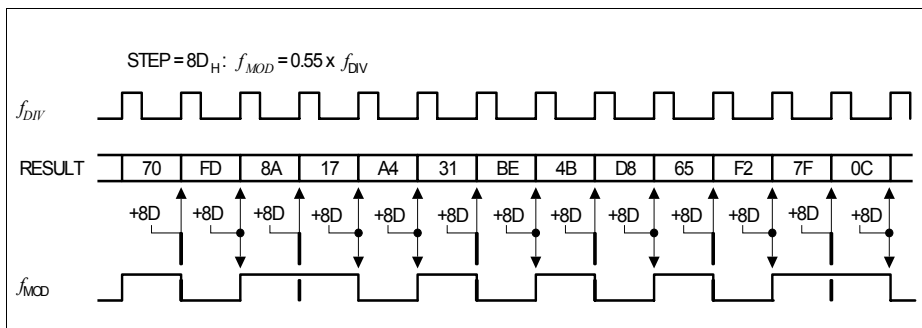 STEP = 8D H : fMOD = 0.55 x fDIV
fDIV
RESULT 70 FD 8A 17 A4 31 BE 4B D8 65 F2 7F 0C
+8D +8D +8D +8D +8D +8D +8D +8D +8D +8D +8D +8D +8D
fMOD